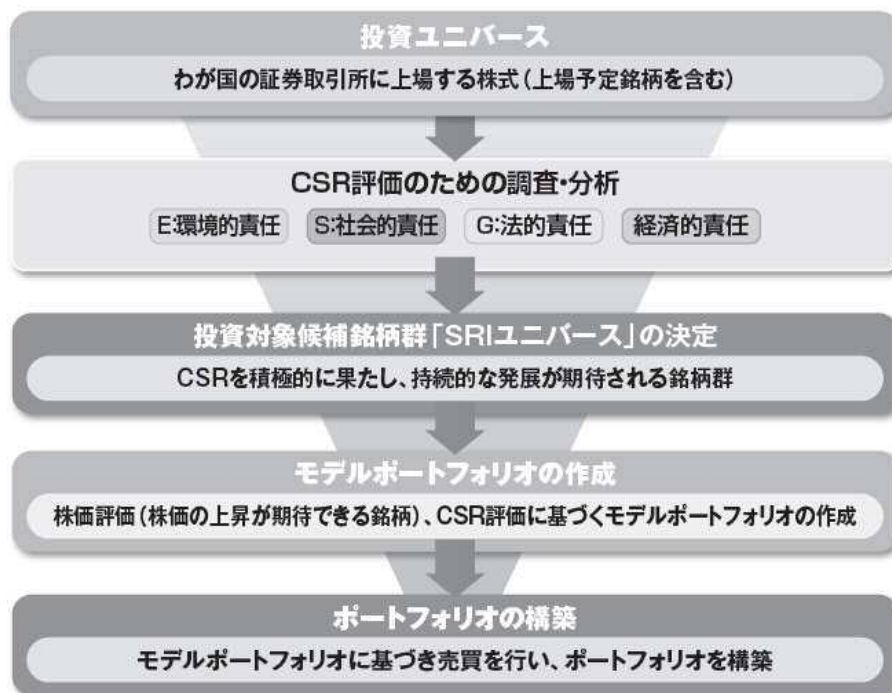 投資ユニバース
わが国の証券取引所に上場する株式(上場予定銘柄を含む)
CSR評価のための調査・分析
E:環境的責任 S:社会的責任 G:法的責任 経済的責任
投資対象候補銘柄群「SRIユニバース」の決定
CSRを積極的に果たし、持続的な発展が期待される銘柄群
モデルポートフォリオの作成
株価評価(株価の上昇が期待できる銘柄)、CSR評価に基づくモデルポートフォリオの作成
ポートフォリオの構築
モデルポートフォリオに基づき売買を行い、ポートフォリオを構築